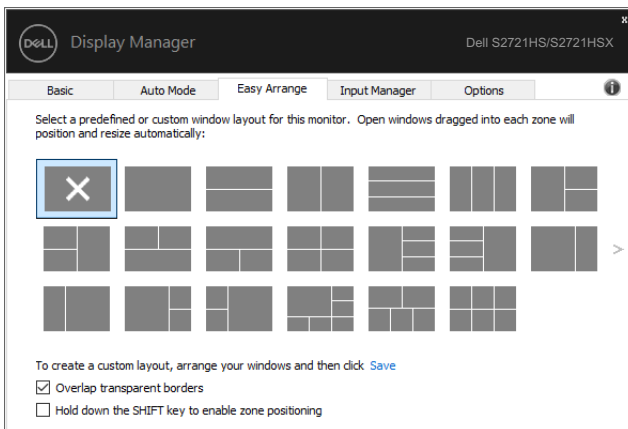 x
DELL Display Manager Dell S2721HS/S2721HSX
Basic Auto Mode Easy Arrange Input Manager Options
Select a predefined or custom window layout for this monitor. Open windows dragged into each zone will
position and resize automatically:
To create a custom layout, arrange your windows and then click Save
Overlap transparent borders
Hold down the SHIFT key to enable zone positioning